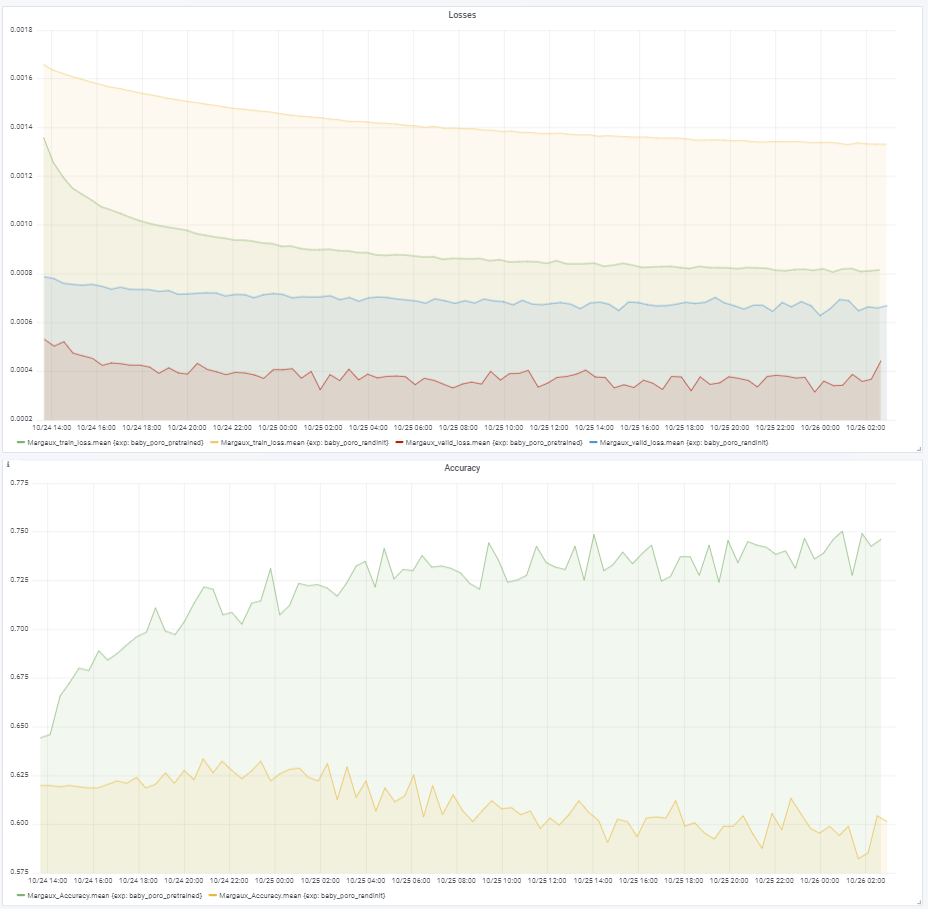 Losses
0.0018
0.0016
0.0014
0.0012
0.0010
0.0008
0.0006
0.0004
0.0002
10/24 14:00 10/24 16:00 10/24 18:00 10/24 20:00 10/24 22:00 10/25 00:00 10/25 02:00 10/25 04:00 10/25 06:00 10/25 08:00 10/25 10:00 10/25 12:00 10/25 14:00 10/25 16:00 10/25 18:00 10/25 20:00 10/25 22:00 10/26 00:00 10/26 02:00
Margaux_train_loss.mean {exp: baby_poro_pretrained} Margaux_train_loss.mean {exp: baby_poro_randinit} Margaux_valid_loss.mean {exp: baby_poro_pretrained} Margaux_valid_loss.mean {exp: baby_poro_randinit}
i
Accuracy
0.775
0.750
0.725
0.700
0.675
0.650
0.625
0.600
0.575
10/24 14:00 10/24 16:00 10/24 18:00 10/24 20:00 10/24 22:00 10/25 00:00 10/25 02:00 10/25 04:00 10/25 06:00 10/25 08:00 10/25 10:00 10/25 12:00 10/25 14:00 10/25 16:00 10/25 18:00 10/25 20:00 10/25 22:00 10/26 00:00 10/26 02:00
Margaux_Accuracy.mean {exp: baby_poro_pretrained} Margaux_Accuracy.mean {exp: baby_poro_randinit}